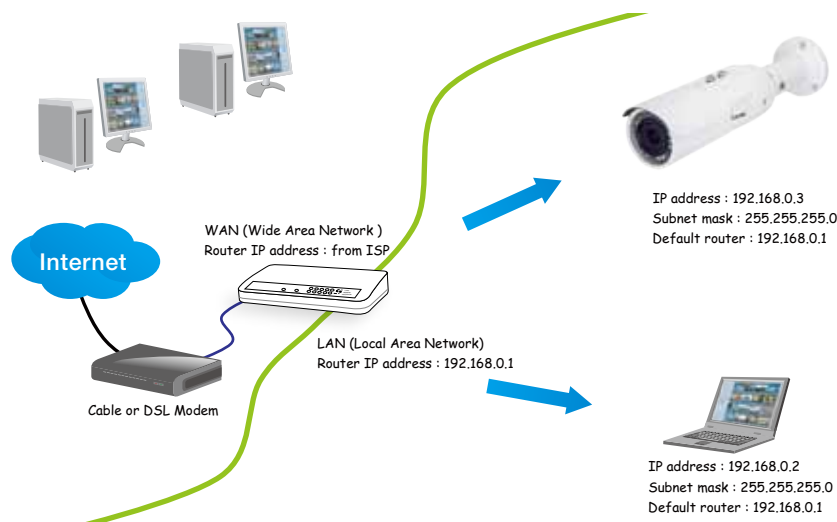 WAN (Wide Area Network )
Router IP address : from ISP
Internet
Cable or DSL Modem
LAN (Local Area Network)
Router IP address : 192.168.0.1
IP address : 192.168.0.3
Subnet mask : 255.255.255.0
Default router : 192.168.0.1
IP address : 192.168.0.2
Subnet mask : 255.255.255.0
Default router : 192.168.0.1